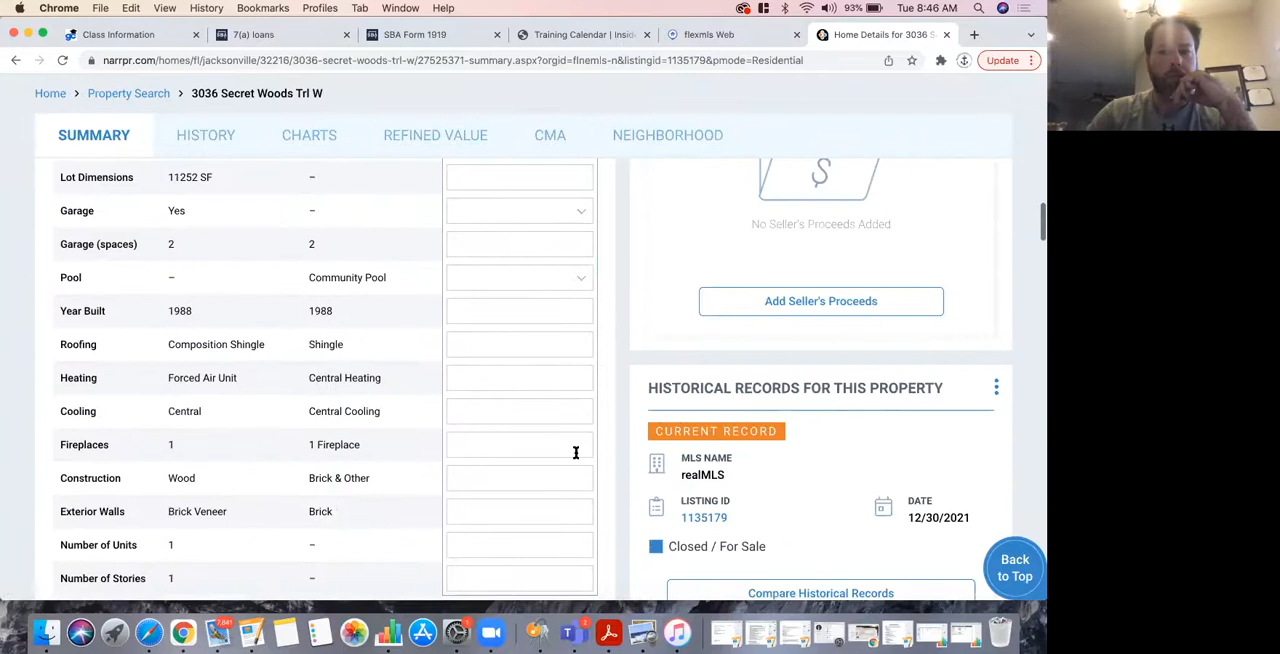 Chrome File Edit View History Bookmarks Profiles Tab Window Help 93% Tue 8:46 AM
Class Information 7(a) loans SBA Form 1919 Training Calendar | Insid flexmls Web Home Details for 3036 S
narrpr.com/homes/fl/jacksonville/32216/3036-secret-woods-trl-w/27525371-summary.aspx?orgid=flnemls-n&listingid=1135179&pmode=Residential Update
Home > Property Search > 3036 Secret Woods Trl W
SUMMARY HISTORY CHARTS REFINED VALUE CMA NEIGHBORHOOD
Lot Dimensions 11252 SF –
Garage Yes –
Garage (spaces) 2 2
Pool – Community Pool
Year Built 1988 1988
Roofing Composition Shingle Shingle
Heating Forced Air Unit Central Heating
Cooling Central Central Cooling
Fireplaces 1 1 Fireplace
Construction Wood Brick & Other
Exterior Walls Brick Veneer Brick
Number of Units 1 –
Number of Stories 1 –
$
No Seller's Proceeds Added
Add Seller's Proceeds
HISTORICAL RECORDS FOR THIS PROPERTY
CURRENT RECORD
MLS NAME
realMLS
LISTING ID DATE
1135179 12/30/2021
Closed / For Sale
Compare Historical Records
Back
to Top
7,841 1 2